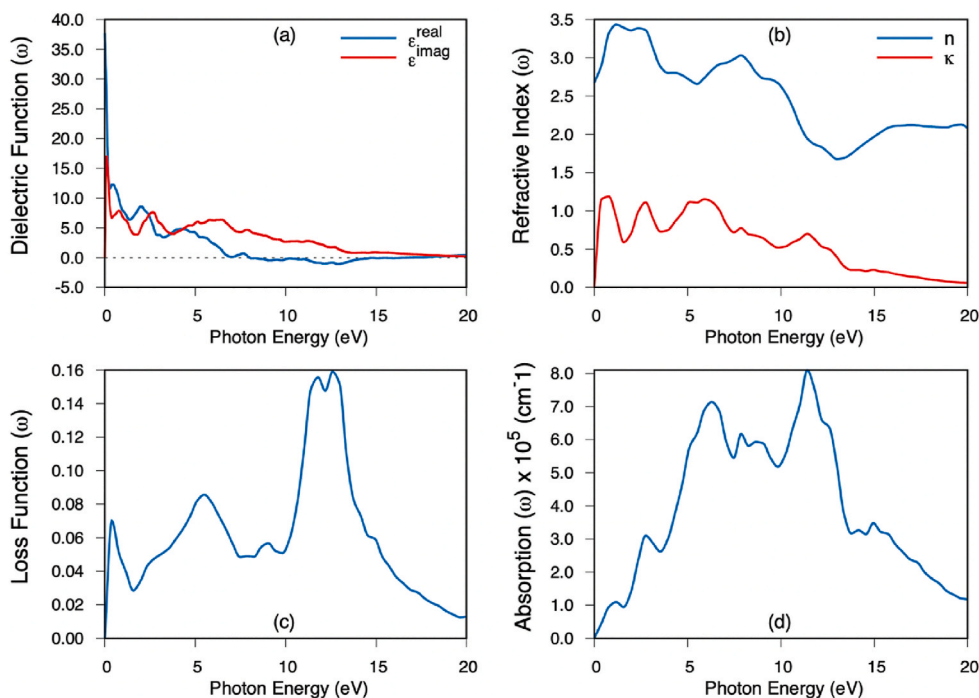 (a)
ε^real
ε^imag
Dielectric Function (ω)
40.0
35.0
30.0
25.0
20.0
15.0
10.0
5.0
0.0
-5.0
0 5 10 15 20
Photon Energy (eV)
(b)
n
κ
Refractive Index (ω)
3.5
3.0
2.5
2.0
1.5
1.0
0.5
0.0
0 5 10 15 20
Photon Energy (eV)
Loss Function (ω)
0.16
0.14
0.12
0.10
0.08
0.06
0.04
0.02
0.00
(c)
0 5 10 15 20
Photon Energy (eV)
Absorption (ω) x 10^5 (cm^-1)
8.0
7.0
6.0
5.0
4.0
3.0
2.0
1.0
0.0
(d)
0 5 10 15 20
Photon Energy (eV)